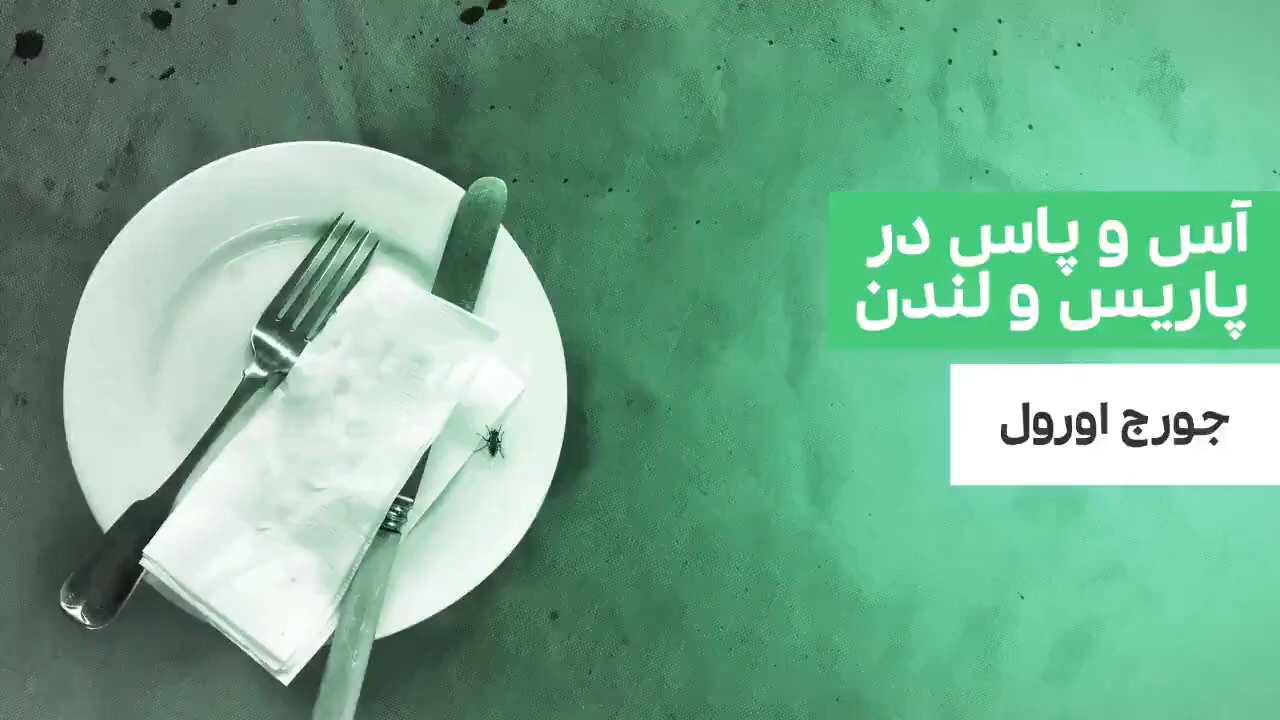 آس و پاس در
پاریس و لندن
جورج اورول